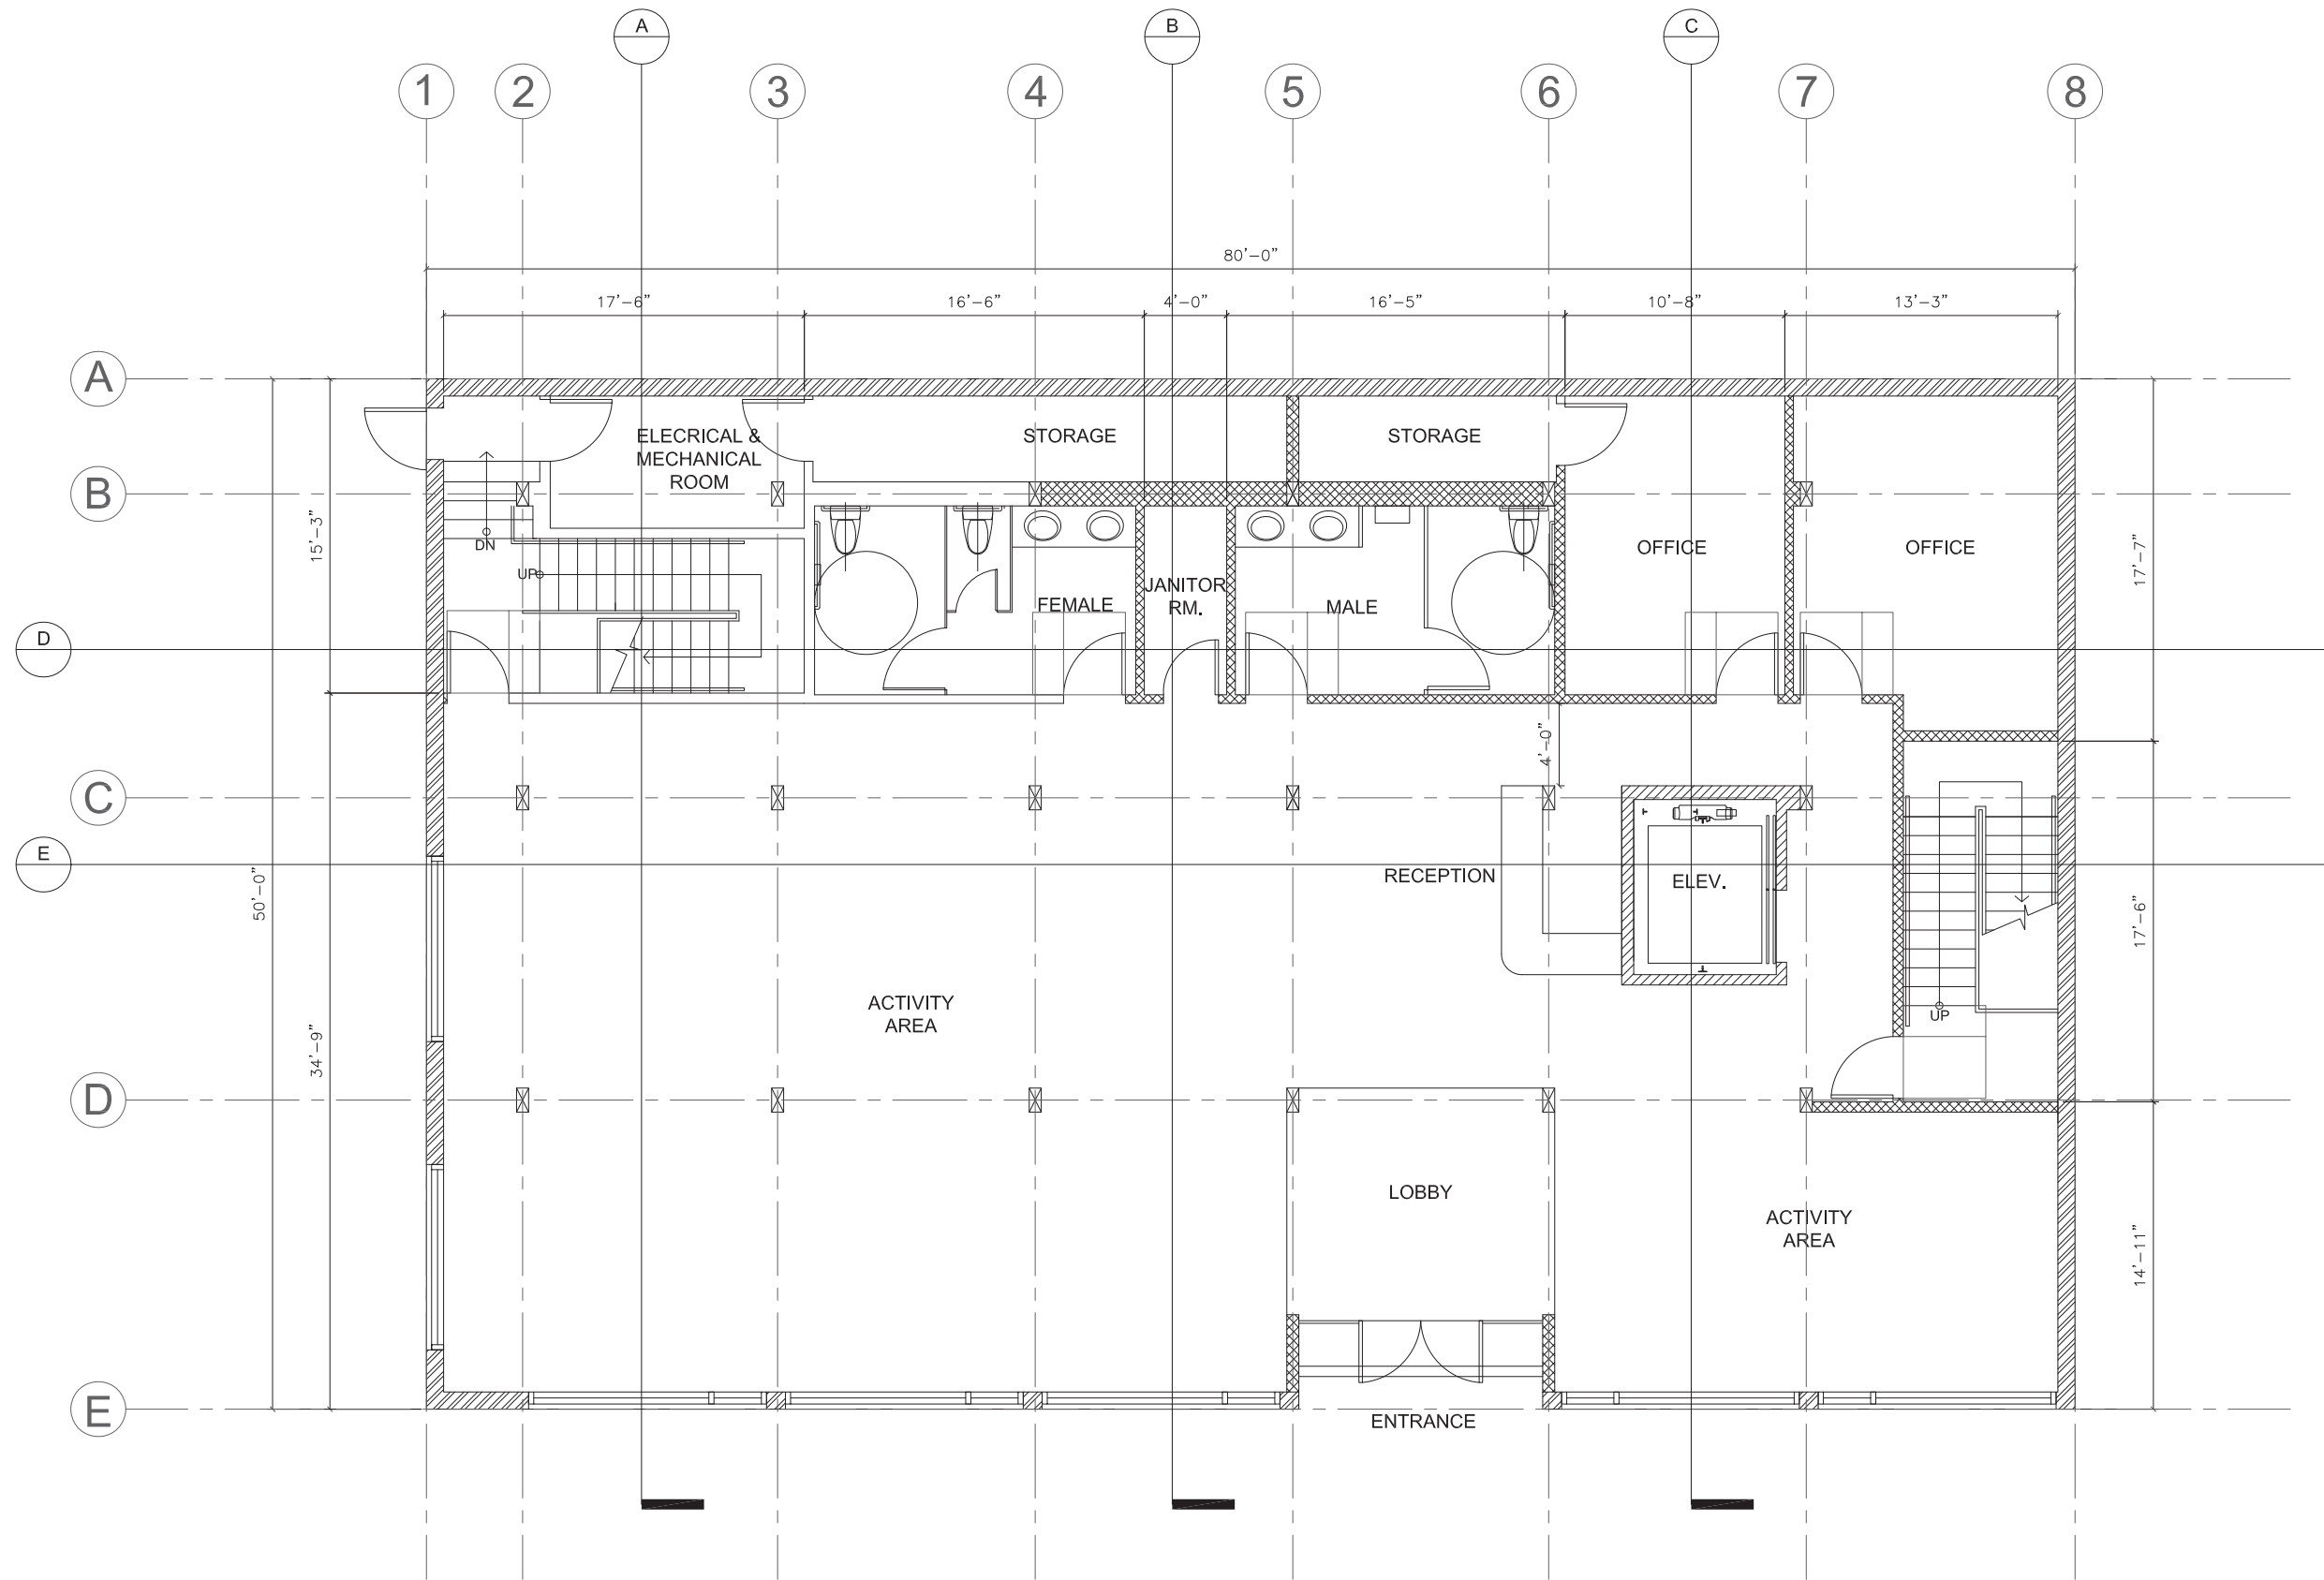 A
B
C
1
2
3
4
5
6
7
8
80'-0"
17'-6"
16'-6"
4'-0"
16'-5"
10'-8"
13'-3"
A
ELECRICAL &
MECHANICAL
ROOM
STORAGE
STORAGE
B
15'-3"
DN
UP
FEMALE
JANITOR
RM.
MALE
OFFICE
OFFICE
17'-7"
D
4'-0"
C
E
50'-0"
RECEPTION
ELEV.
17'-6"
ACTIVITY
AREA
UP
34'-9"
D
LOBBY
ACTIVITY
AREA
14'-11"
E
ENTRANCE